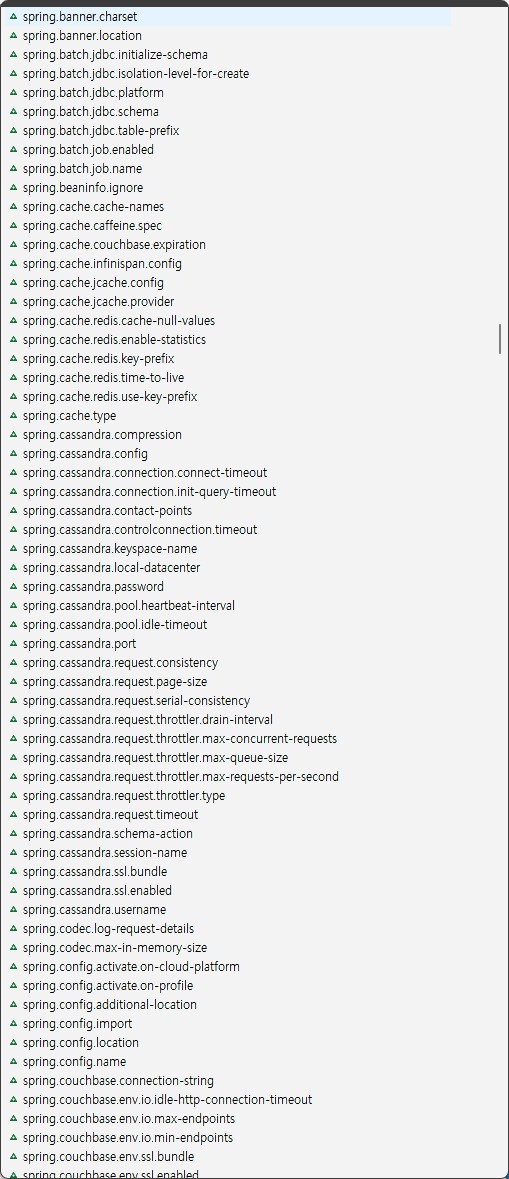 spring.banner.charset
spring.banner.location
spring.batch.jdbc.initialize-schema
spring.batch.jdbc.isolation-level-for-create
spring.batch.jdbc.platform
spring.batch.jdbc.schema
spring.batch.jdbc.table-prefix
spring.batch.job.enabled
spring.batch.job.name
spring.beaninfo.ignore
spring.cache.cache-names
spring.cache.caffeine.spec
spring.cache.couchbase.expiration
spring.cache.infinispan.config
spring.cache.jcache.config
spring.cache.jcache.provider
spring.cache.redis.cache-null-values
spring.cache.redis.enable-statistics
spring.cache.redis.key-prefix
spring.cache.redis.time-to-live
spring.cache.redis.use-key-prefix
spring.cache.type
spring.cassandra.compression
spring.cassandra.config
spring.cassandra.connection.connect-timeout
spring.cassandra.connection.init-query-timeout
spring.cassandra.contact-points
spring.cassandra.controlconnection.timeout
spring.cassandra.keyspace-name
spring.cassandra.local-datacenter
spring.cassandra.password
spring.cassandra.pool.heartbeat-interval
spring.cassandra.pool.idle-timeout
spring.cassandra.port
spring.cassandra.request.consistency
spring.cassandra.request.page-size
spring.cassandra.request.serial-consistency
spring.cassandra.request.throttler.drain-interval
spring.cassandra.request.throttler.max-concurrent-requests
spring.cassandra.request.throttler.max-queue-size
spring.cassandra.request.throttler.max-requests-per-second
spring.cassandra.request.throttler.type
spring.cassandra.request.timeout
spring.cassandra.schema-action
spring.cassandra.session-name
spring.cassandra.ssl.bundle
spring.cassandra.ssl.enabled
spring.cassandra.username
spring.codec.log-request-details
spring.codec.max-in-memory-size
spring.config.activate.on-cloud-platform
spring.config.activate.on-profile
spring.config.additional-location
spring.config.import
spring.config.location
spring.config.name
spring.couchbase.connection-string
spring.couchbase.env.io.idle-http-connection-timeout
spring.couchbase.env.io.max-endpoints
spring.couchbase.env.io.min-endpoints
spring.couchbase.env.ssl.bundle
spring.couchbase.env.ssl.enabled